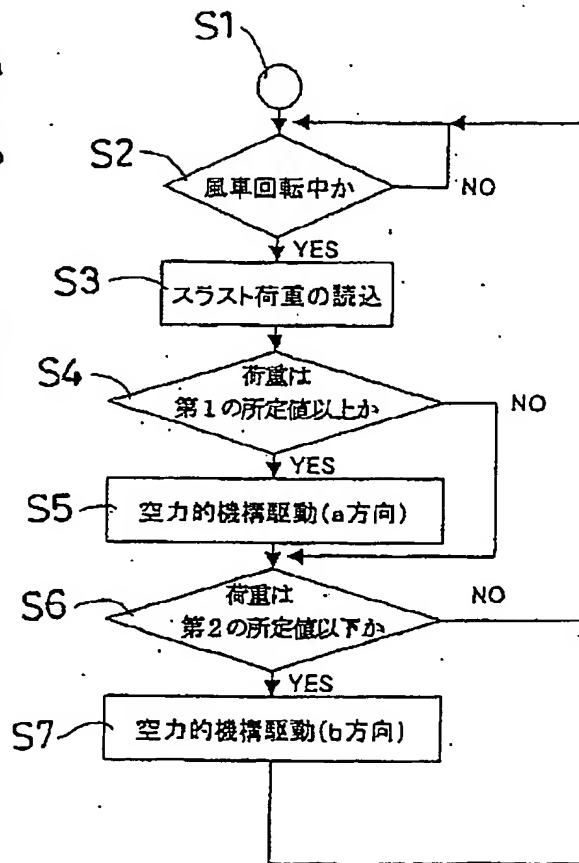 S1
S2
風車回転中か
NO
YES
S3
スラスト荷重の読込
S4
荷重は
第1の所定値以上か
NO
YES
S5
空力的機構駆動(a方向)
S6
荷重は
第2の所定値以下か
NO
YES
S7
空力的機構駆動(b方向)